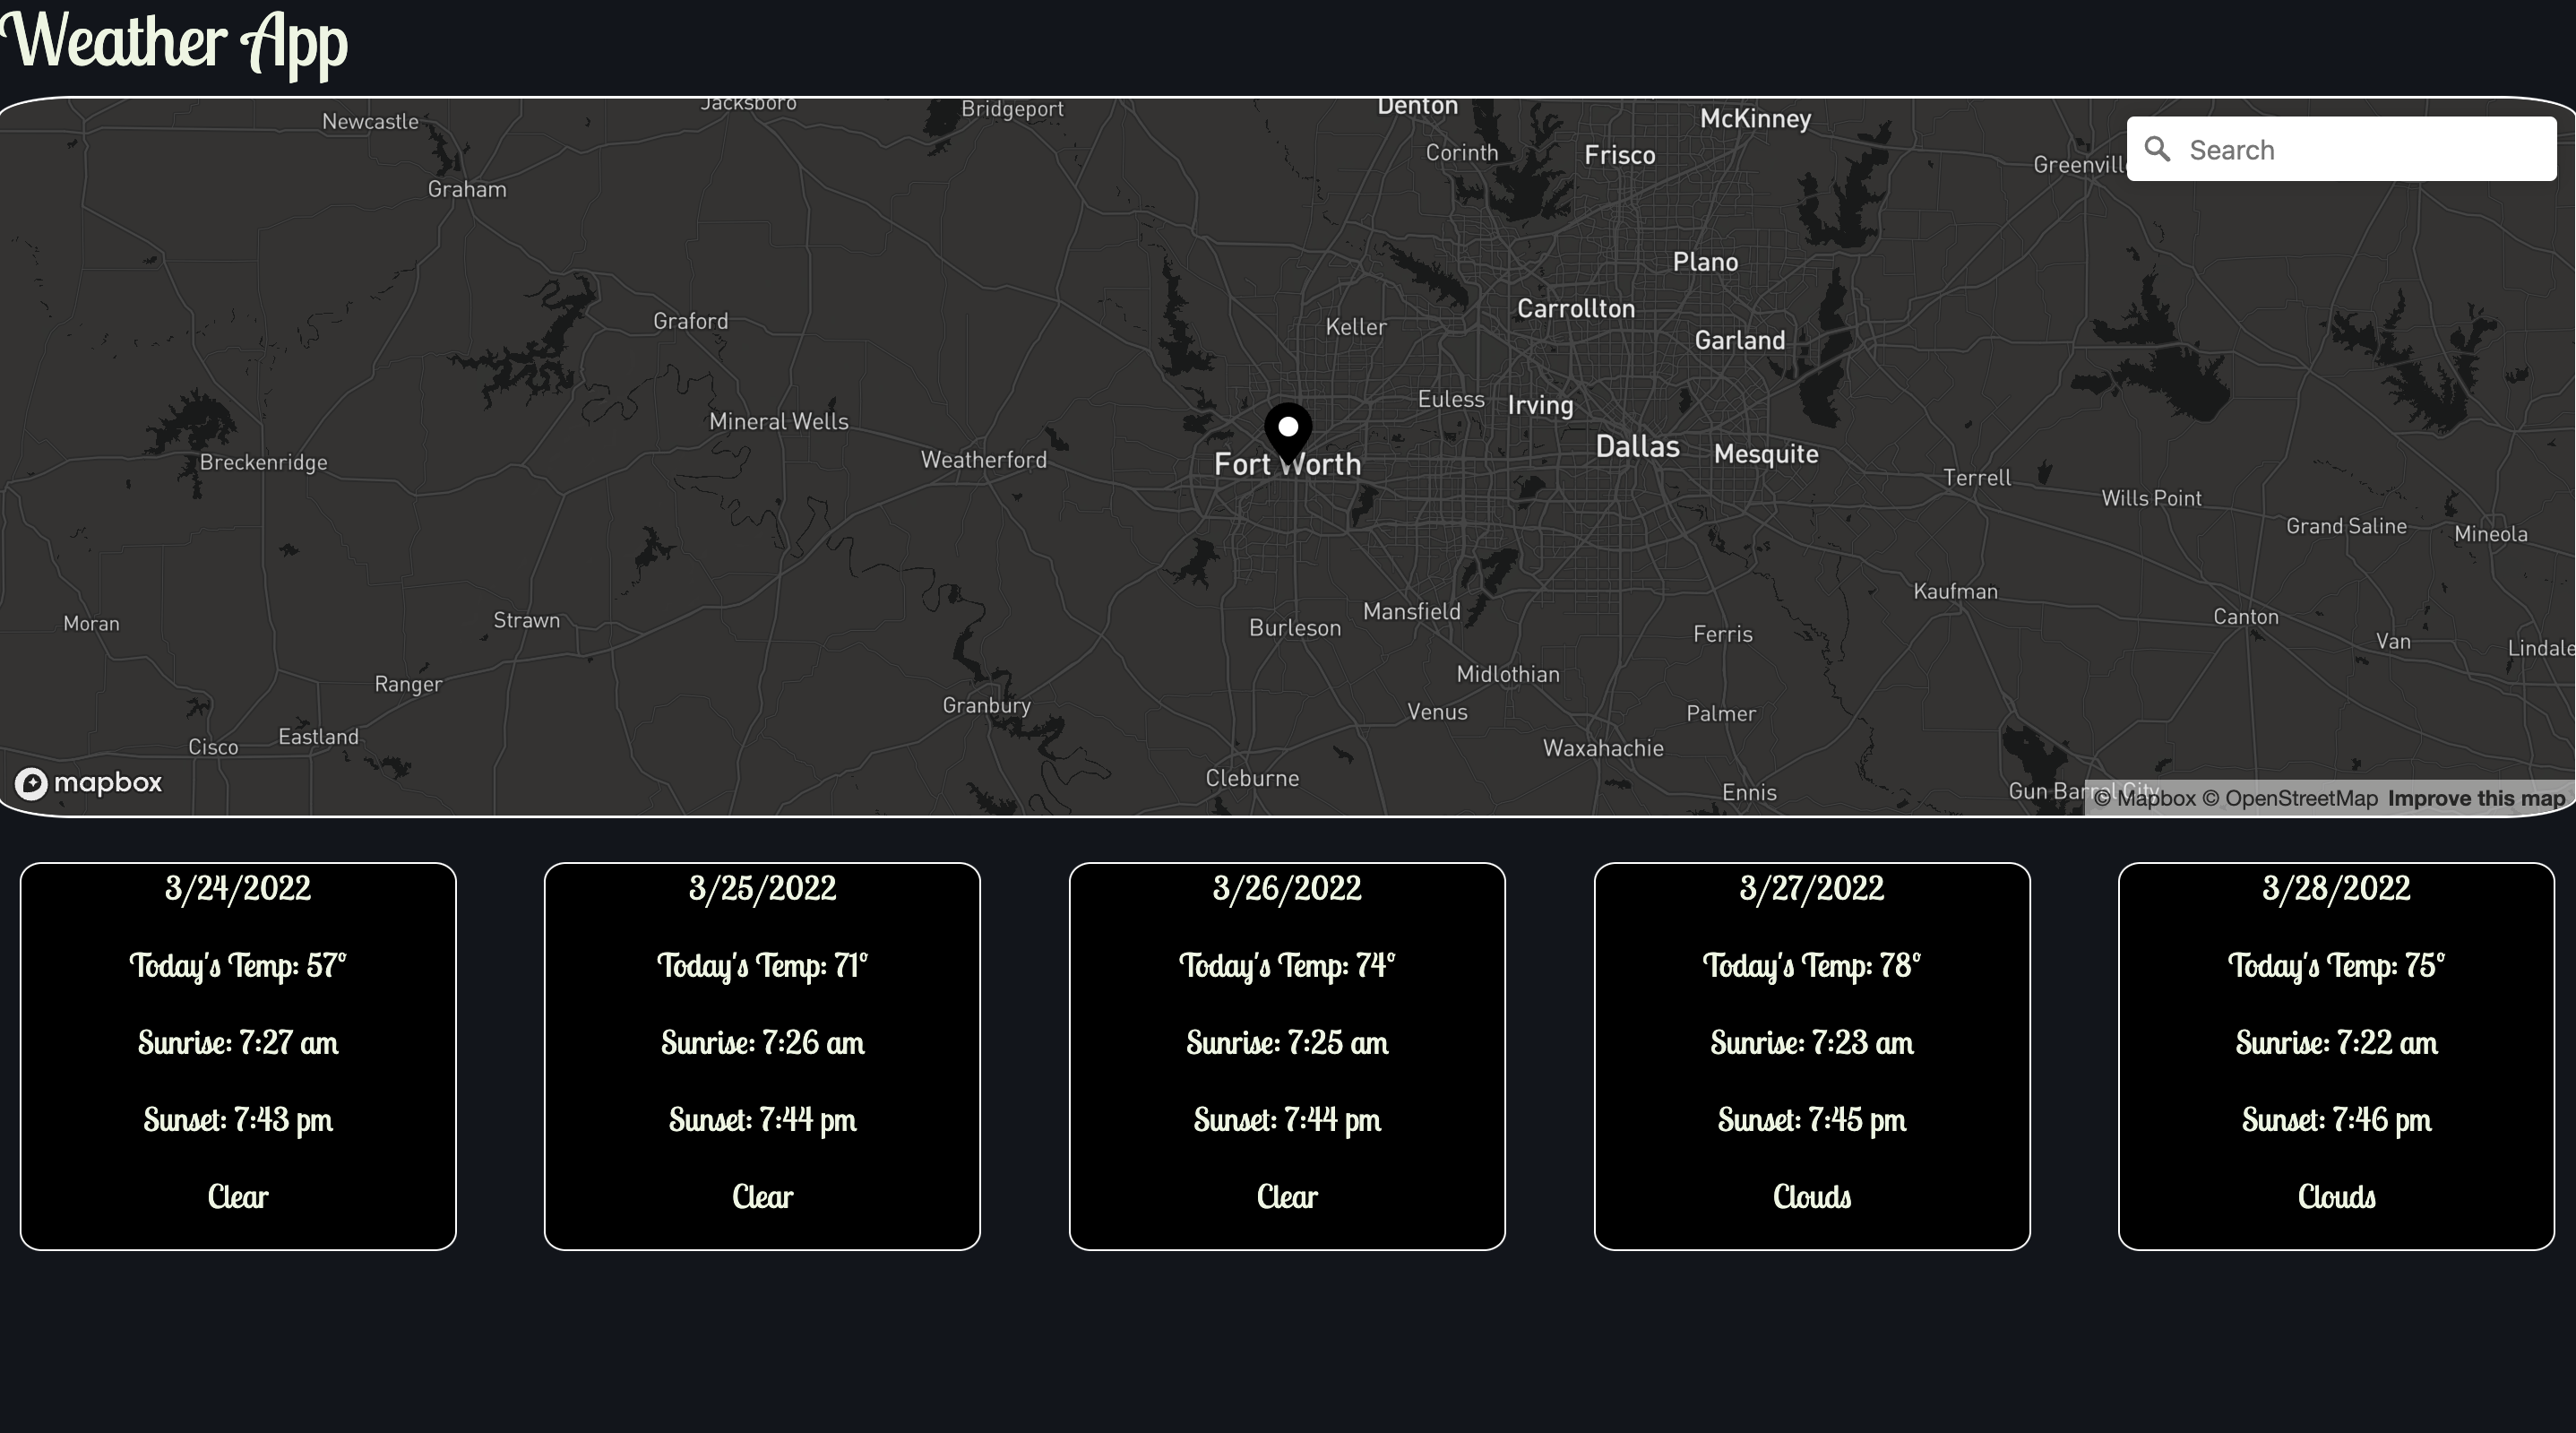 Weather App
Jacksboro
Bridgeport
Denton
McKinney
Newcastle
Corinth
Frisco
Search
Greenville
Graham
Plano
Carrollton
Graford
Keller
Garland
Euless
Irving
Mineral Wells
Dallas
Mesquite
Breckenridge
Weatherford
Fort Worth
Terrell
Wills Point
Grand Saline
Mineola
Kaufman
Mansfield
Canton
Moran
Strawn
Burleson
Ferris
Van
Lindale
Midlothian
Ranger
Granbury
Venus
Palmer
Eastland
Cisco
Waxahachie
Cleburne
mapbox
Ennis
Gun Barrel City
© Mapbox © OpenStreetMap Improve this map
3/24/2022
Today's Temp: 57º
Sunrise: 7:27 am
Sunset: 7:43 pm
Clear
3/25/2022
Today's Temp: 71º
Sunrise: 7:26 am
Sunset: 7:44 pm
Clear
3/26/2022
Today's Temp: 74º
Sunrise: 7:25 am
Sunset: 7:44 pm
Clear
3/27/2022
Today's Temp: 78º
Sunrise: 7:23 am
Sunset: 7:45 pm
Clouds
3/28/2022
Today's Temp: 75º
Sunrise: 7:22 am
Sunset: 7:46 pm
Clouds